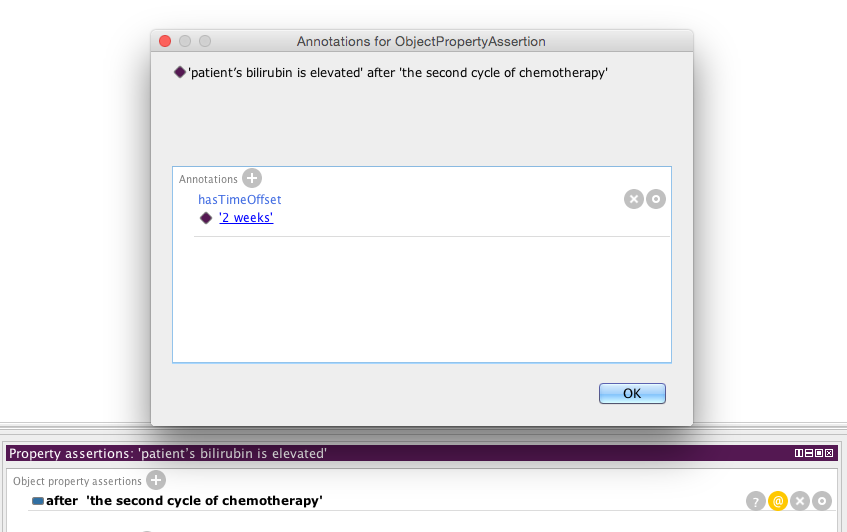 Annotations for ObjectPropertyAssertion
'patient’s bilirubin is elevated' after 'the second cycle of chemotherapy'
Annotations +
hasTimeOffset
'2 weeks'
OK
Property assertions: 'patient’s bilirubin is elevated'
Object property assertions +
after 'the second cycle of chemotherapy' ? @